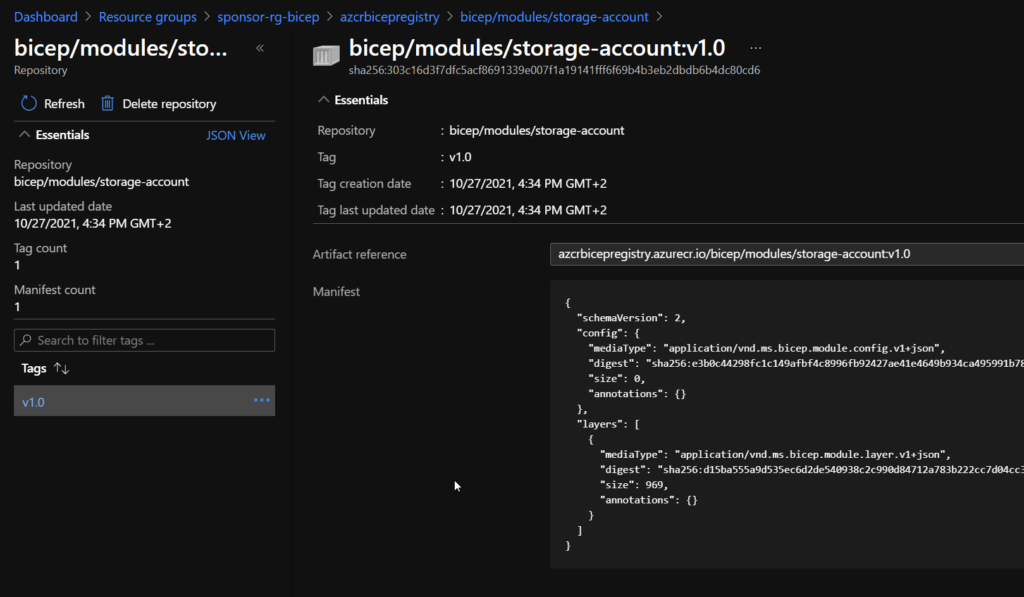 Dashboard > Resource groups > sponsor-rg-bicep > azcrbicepregistry > bicep/modules/storage-account >
bicep/modules/sto... «
Repository
Refresh Delete repository
Essentials JSON View
Repository
bicep/modules/storage-account
Last updated date
10/27/2021, 4:34 PM GMT+2
Tag count
1
Manifest count
1
Search to filter tags ...
Tags ↑↓
v1.0 ...
bicep/modules/storage-account:v1.0 ...
sha256:303c16d3f7dfc5acf8691339e007f1a19141fff6f69b4b3eb2dbdb6b4dc80cd6
Essentials
Repository : bicep/modules/storage-account
Tag : v1.0
Tag creation date : 10/27/2021, 4:34 PM GMT+2
Tag last updated date : 10/27/2021, 4:34 PM GMT+2
Artifact reference azcrbicepregistry.azurecr.io/bicep/modules/storage-account:v1.0
Manifest
{
"schemaVersion": 2,
"config": {
"mediaType": "application/vnd.ms.bicep.module.config.v1+json",
"digest": "sha256:e3b0c44298fc1c149afbf4c8996fb92427ae41e4649b934ca495991b78
"size": 0,
"annotations": {}
},
"layers": [
{
"mediaType": "application/vnd.ms.bicep.module.layer.v1+json",
"digest": "sha256:d15ba555a9d535ec6d2de540938c2c990d84712a783b222cc7d04cc3
"size": 969,
"annotations": {}
}
]
}